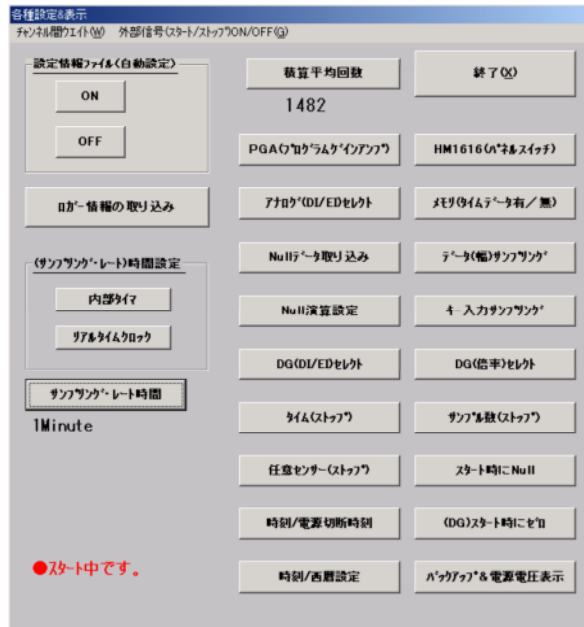 各種設定&表示
ﾁｬﾝﾈﾙ間ｳｴｲﾄ(W) 外部信号(ｽﾀｰﾄ/ｽﾄｯﾌﾟ)ON/OFF(G)
設定情報ﾌｧｲﾙ(自動設定)
ON
OFF
ﾛｶﾞｰ情報の取り込み
(ｻﾝﾌﾟﾘﾝｸﾞ･ﾚｰﾄ)時間設定
内部ﾀｲﾏ
ﾘｱﾙﾀｲﾑｸﾛｯｸ
ｻﾝﾌﾟﾘﾝｸﾞ･ﾚｰﾄ時間
1Minute
●ｽﾀｰﾄ中です。
積算平均回数
1482
PGA(ﾌﾟﾛｸﾞﾗﾑｹﾞｲﾝｱﾝﾌﾟ)
ｱﾅﾛｸﾞ(DI/EDｾﾚｸﾄ
Nullﾃﾞｰﾀ取り込み
Null演算設定
DG(DI/EDｾﾚｸﾄ
ﾀｲﾑ(ｽﾄｯﾌﾟ)
任意ｾﾝｻｰ(ｽﾄｯﾌﾟ)
時刻/電源切断時刻
時刻/西暦設定
終了(X)
HM1616(ﾊﾟﾈﾙｽｲｯﾁ)
ﾒﾓﾘ(ﾀｲﾑﾃﾞｰﾀ有/無)
ﾃﾞｰﾀ(幅)ｻﾝﾌﾟﾘﾝｸﾞ
ｷｰ入力ｻﾝﾌﾟﾘﾝｸﾞ
DG(倍率)ｾﾚｸﾄ
ｻﾝﾌﾟﾙ数(ｽﾄｯﾌﾟ)
ｽﾀｰﾄ時にNull
(DG)ｽﾀｰﾄ時にｾﾞﾛ
ﾊﾞｯｸｱｯﾌﾟ&電源電圧表示